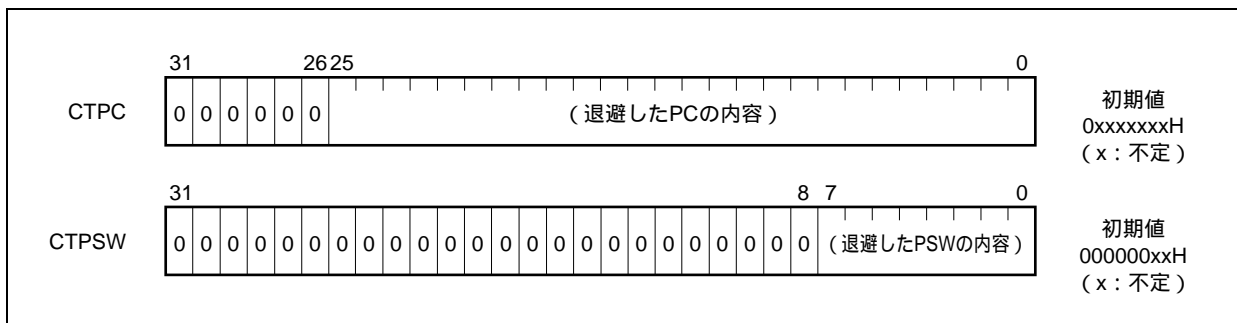 31 26 25 0
CTPC 0 0 0 0 0 0 (退避したPCの内容) 初期値
0xxxxxxxH
(x:不定)
31 8 7 0
CTPSW 0 0 0 0 0 0 0 0 0 0 0 0 0 0 0 0 0 0 0 0 0 0 0 0 (退避したPSWの内容) 初期値
000000xxH
(x:不定)